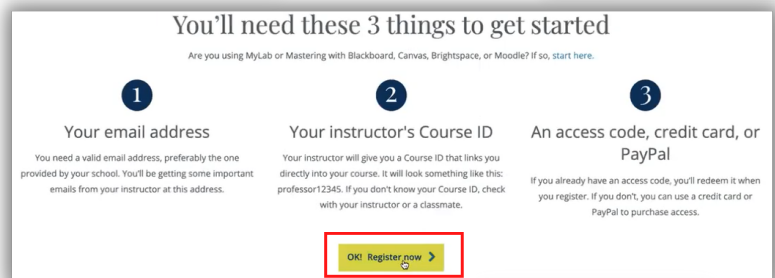 You'll need these 3 things to get started
Are you using MyLab or Mastering with Blackboard, Canvas, Brightspace, or Moodle? If so, start here.
1
Your email address
You need a valid email address, preferably the one
provided by your school. You'll be getting some important
emails from your instructor at this address.
2
Your instructor's Course ID
Your instructor will give you a Course ID that links you
directly into your course. It will look something like this:
professor12345. If you don't know your Course ID, check
with your instructor or a classmate.
3
An access code, credit card, or
PayPal
If you already have an access code, you'll redeem it when
you register. If you don't, you can use a credit card or
PayPal to purchase access.
OK! Register now